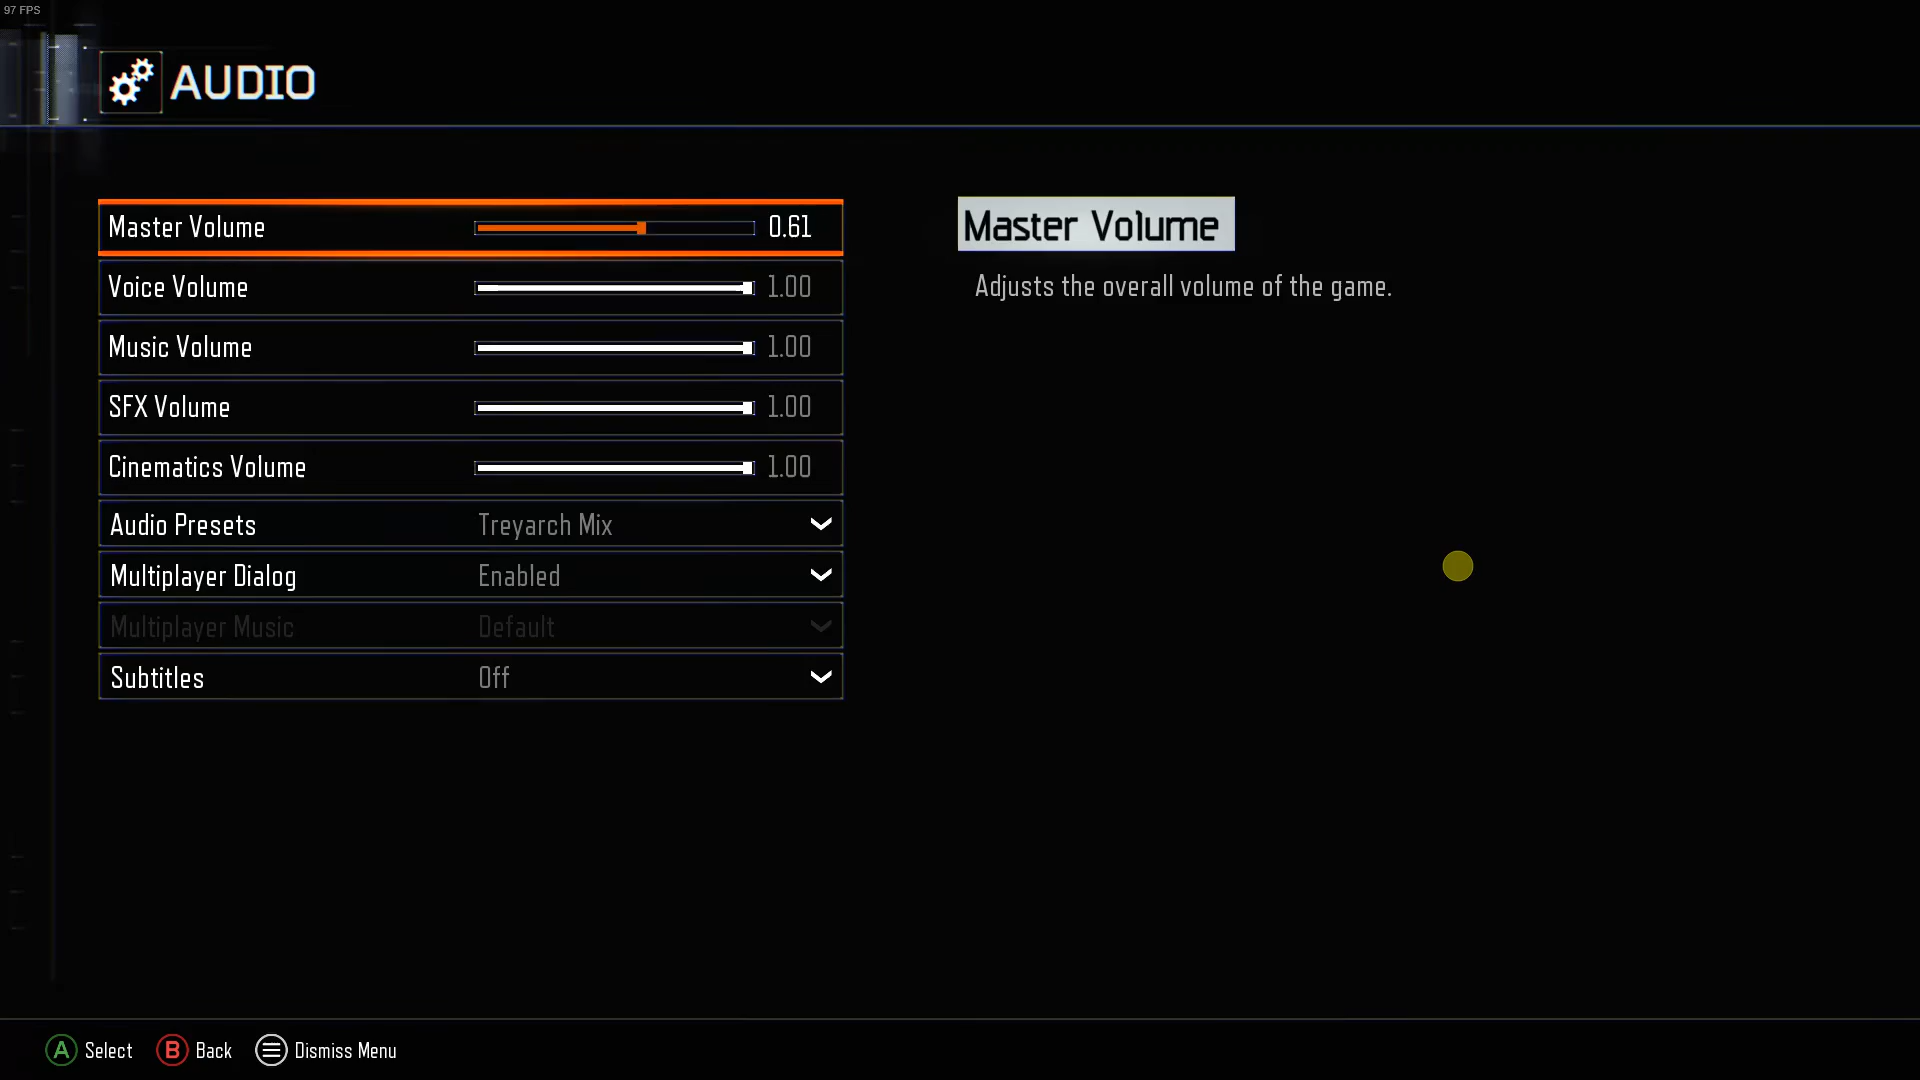 97 FPS
AUDIO
Master Volume 0.61
Voice Volume 1.00
Music Volume 1.00
SFX Volume 1.00
Cinematics Volume 1.00
Audio Presets Treyarch Mix
Multiplayer Dialog Enabled
Multiplayer Music Default
Subtitles Off
Master Volume
Adjusts the overall volume of the game.
A Select B Back Dismiss Menu